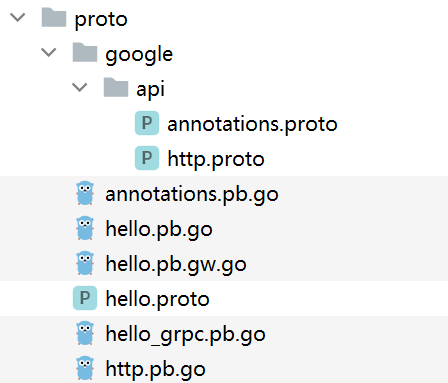 proto
google
api
P annotations.proto
P http.proto
annotations.pb.go
hello.pb.go
hello.pb.gw.go
P hello.proto
hello_grpc.pb.go
http.pb.go